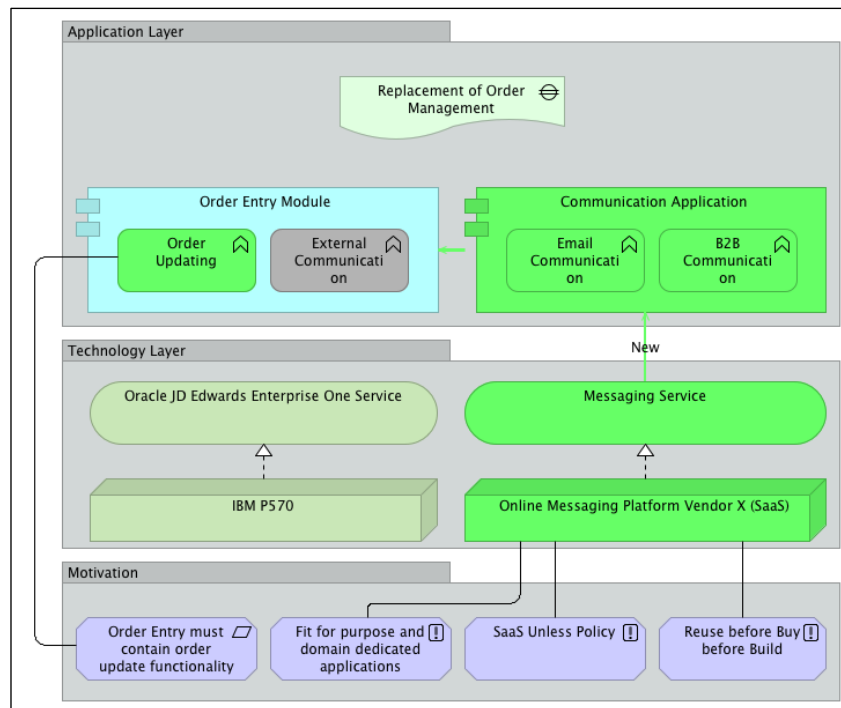 Application Layer
Replacement of Order
Management
Order Entry Module
Communication Application
Order
Updating
External
Communicati
on
Email
Communicati
on
B2B
Communicati
on
New
Technology Layer
Oracle JD Edwards Enterprise One Service
Messaging Service
IBM P570
Online Messaging Platform Vendor X (SaaS)
Motivation
Order Entry must
contain order
update functionality
Fit for purpose and
domain dedicated
applications
SaaS Unless Policy
Reuse before Buy
before Build